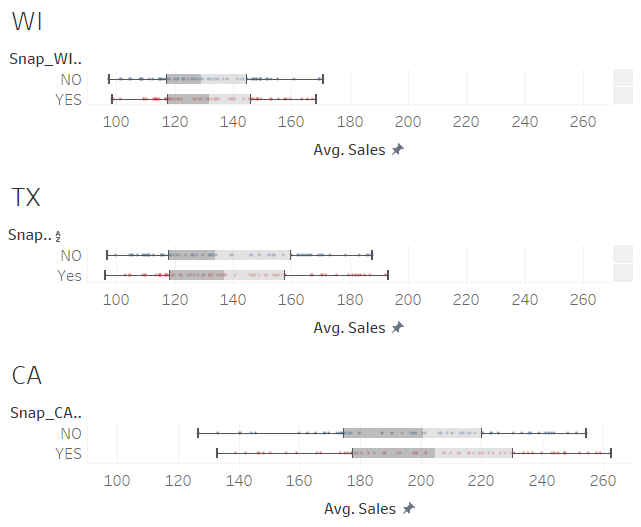 WI
Snap_WI..
NO
YES
100 120 140 160 180 200 220 240 260
Avg. Sales
TX
Snap..
NO
Yes
100 120 140 160 180 200 220 240 260
Avg. Sales
CA
Snap_CA..
NO
YES
100 120 140 160 180 200 220 240 260
Avg. Sales